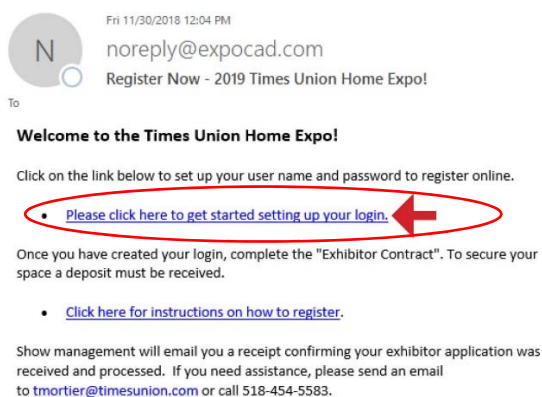 Fri 11/30/2018 12:04 PM
N
noreply@expocad.com
Register Now - 2019 Times Union Home Expo!
To
Welcome to the Times Union Home Expo!
Click on the link below to set up your user name and password to register online.
• Please click here to get started setting up your login.
Once you have created your login, complete the "Exhibitor Contract". To secure your
space a deposit must be received.
• Click here for instructions on how to register.
Show management will email you a receipt confirming your exhibitor application was
received and processed. If you need assistance, please send an email
to tmortier@timesunion.com or call 518-454-5583.